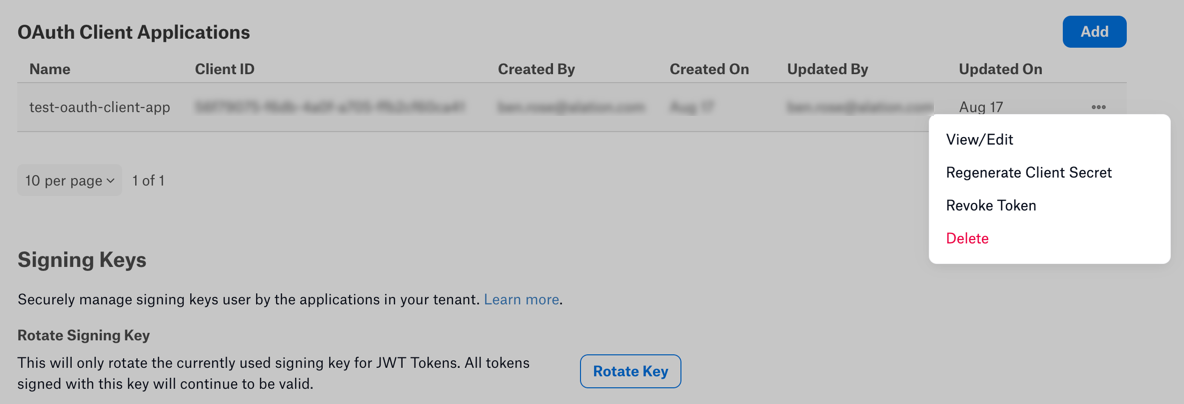 OAuth Client Applications
Add
Name Client ID Created By Created On Updated By Updated On
test-oauth-client-app Aug 17 •••
View/Edit
Regenerate Client Secret
Revoke Token
Delete
10 per page 1 of 1
Signing Keys
Securely manage signing keys user by the applications in your tenant. Learn more.
Rotate Signing Key
This will only rotate the currently used signing key for JWT Tokens. All tokens
signed with this key will continue to be valid.
Rotate Key